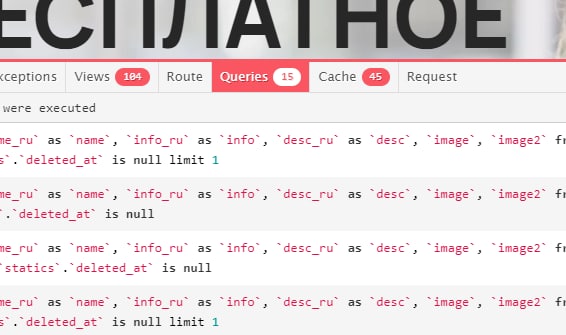 ЕСПЛАТНОЕ
xceptions Views 104 Route Queries 15 Cache 45 Request
were executed
me_ru` as `name`, `info_ru` as `info`, `desc_ru` as `desc`, `image`, `image2` fr
s`.`deleted_at` is null limit 1
me_ru` as `name`, `info_ru` as `info`, `desc_ru` as `desc`, `image`, `image2` fr
`.`deleted_at` is null
me_ru` as `name`, `info_ru` as `info`, `desc_ru` as `desc`, `image`, `image2` fr
`statics`.`deleted_at` is null
me_ru` as `name`, `info_ru` as `info`, `desc_ru` as `desc`, `image`, `image2` fr
s`.`deleted_at` is null limit 1